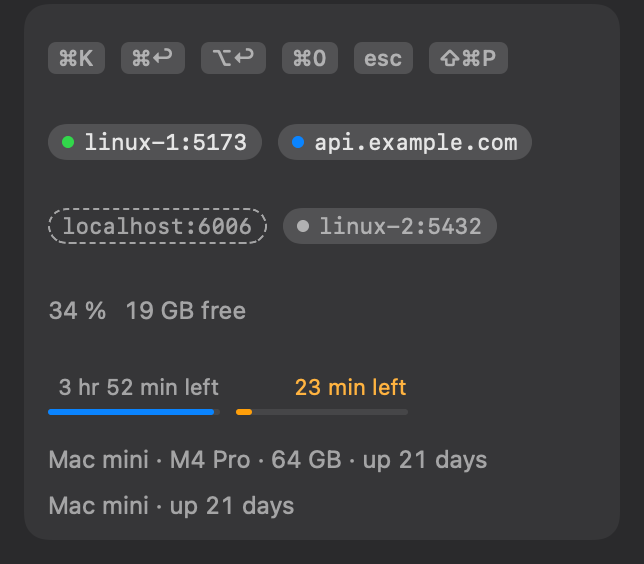 ⌘K ⌘↩ ⌥↩ ⌘0 esc ⇧⌘P
linux-1:5173 api.example.com
localhost:6006 linux-2:5432
34 % 19 GB free
3 hr 52 min left 23 min left
Mac mini · M4 Pro · 64 GB · up 21 days
Mac mini · up 21 days